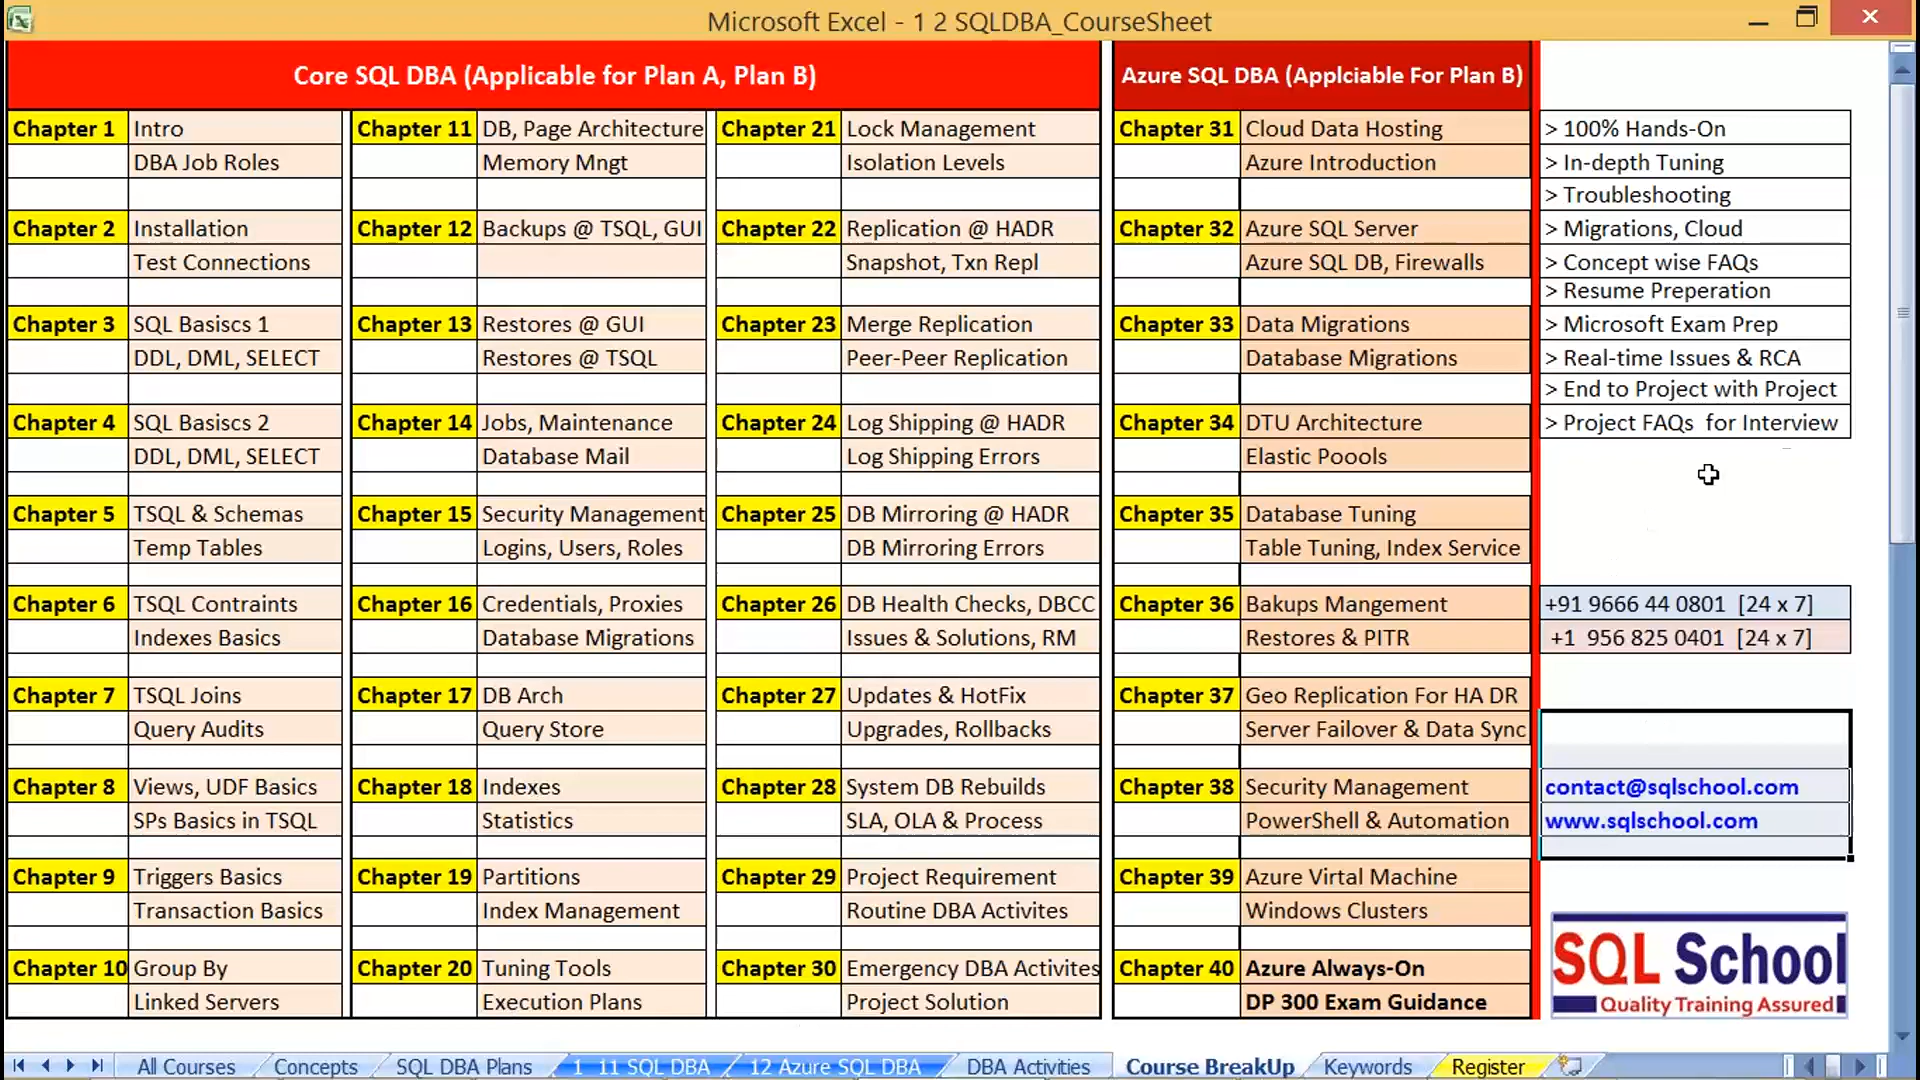 Microsoft Excel - 1 2 SQLDBA_CourseSheet
Core SQL DBA (Applicable for Plan A, Plan B)
Azure SQL DBA (Applciable For Plan B)
Chapter 1 Intro Chapter 11 DB, Page Architecture Chapter 21 Lock Management Chapter 31 Cloud Data Hosting > 100% Hands-On
DBA Job Roles Memory Mngt Isolation Levels Azure Introduction > In-depth Tuning
> Troubleshooting
Chapter 2 Installation Chapter 12 Backups @ TSQL, GUI Chapter 22 Replication @ HADR Chapter 32 Azure SQL Server > Migrations, Cloud
Test Connections Snapshot, Txn Repl Azure SQL DB, Firewalls > Concept wise FAQs
> Resume Preperation
Chapter 3 SQL Basiscs 1 Chapter 13 Restores @ GUI Chapter 23 Merge Replication Chapter 33 Data Migrations > Microsoft Exam Prep
DDL, DML, SELECT Restores @ TSQL Peer-Peer Replication Database Migrations > Real-time Issues & RCA
> End to Project with Project
Chapter 4 SQL Basiscs 2 Chapter 14 Jobs, Maintenance Chapter 24 Log Shipping @ HADR Chapter 34 DTU Architecture > Project FAQs for Interview
DDL, DML, SELECT Database Mail Log Shipping Errors Elastic Poools
Chapter 5 TSQL & Schemas Chapter 15 Security Management Chapter 25 DB Mirroring @ HADR Chapter 35 Database Tuning
Temp Tables Logins, Users, Roles DB Mirroring Errors Table Tuning, Index Service
Chapter 6 TSQL Contraints Chapter 16 Credentials, Proxies Chapter 26 DB Health Checks, DBCC Chapter 36 Bakups Mangement +91 9666 44 0801 [24 x 7]
Indexes Basics Database Migrations Issues & Solutions, RM Restores & PITR +1 956 825 0401 [24 x 7]
Chapter 7 TSQL Joins Chapter 17 DB Arch Chapter 27 Updates & HotFix Chapter 37 Geo Replication For HA DR
Query Audits Query Store Upgrades, Rollbacks Server Failover & Data Sync
Chapter 8 Views, UDF Basics Chapter 18 Indexes Chapter 28 System DB Rebuilds Chapter 38 Security Management contact@sqlschool.com
SPs Basics in TSQL Statistics SLA, OLA & Process PowerShell & Automation www.sqlschool.com
Chapter 9 Triggers Basics Chapter 19 Partitions Chapter 29 Project Requirement Chapter 39 Azure Virtal Machine
Transaction Basics Index Management Routine DBA Activites Windows Clusters
Chapter 10 Group By Chapter 20 Tuning Tools Chapter 30 Emergency DBA Activites Chapter 40 Azure Always-On
Linked Servers Execution Plans Project Solution DP 300 Exam Guidance
SQL School
Quality Training Assured
All Courses Concepts SQL DBA Plans 1 11 SQL DBA 12 Azure SQL DBA DBA Activities Course BreakUp Keywords Register